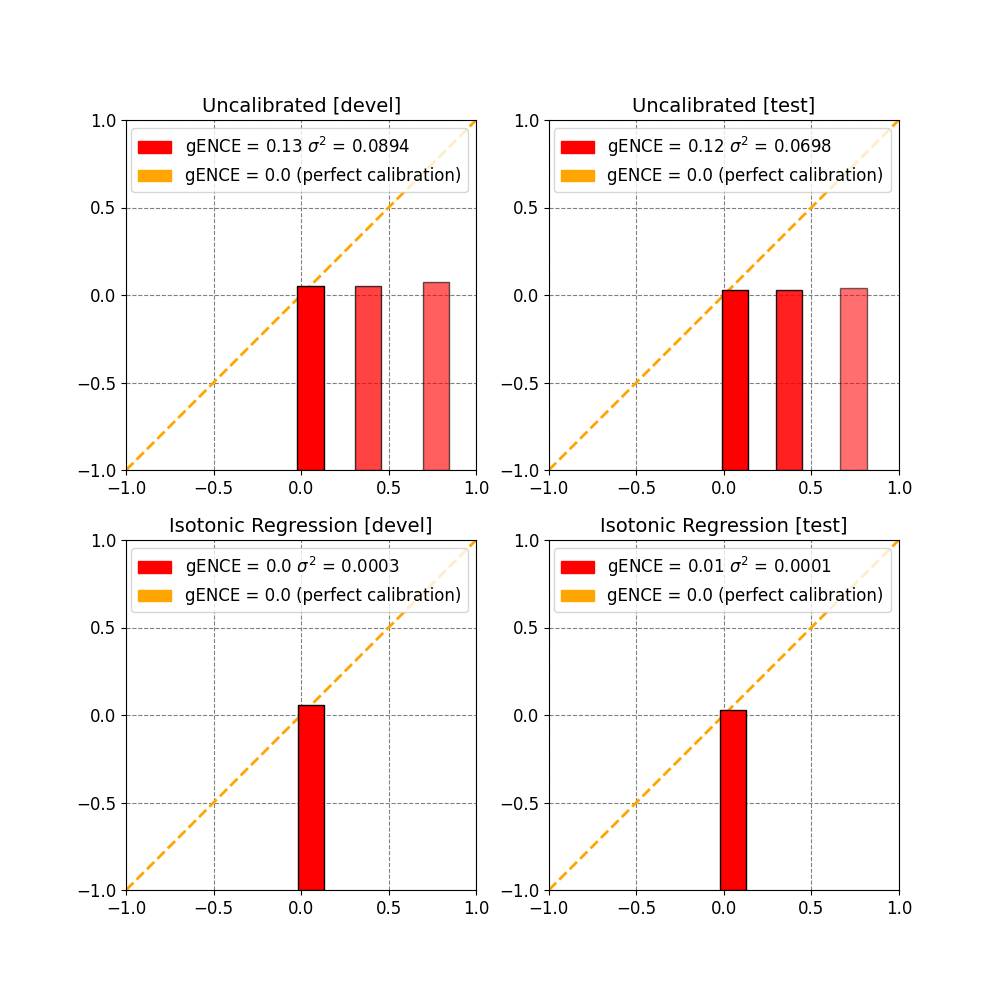 Uncalibrated [devel]
1.0
0.5
0.0
−0.5
−1.0
gENCE = 0.13 σ² = 0.0894
gENCE = 0.0 (perfect calibration)
−1.0 −0.5 0.0 0.5 1.0
Uncalibrated [test]
1.0
0.5
0.0
−0.5
−1.0
gENCE = 0.12 σ² = 0.0698
gENCE = 0.0 (perfect calibration)
−1.0 −0.5 0.0 0.5 1.0
Isotonic Regression [devel]
1.0
0.5
0.0
−0.5
−1.0
gENCE = 0.0 σ² = 0.0003
gENCE = 0.0 (perfect calibration)
−1.0 −0.5 0.0 0.5 1.0
Isotonic Regression [test]
1.0
0.5
0.0
−0.5
−1.0
gENCE = 0.01 σ² = 0.0001
gENCE = 0.0 (perfect calibration)
−1.0 −0.5 0.0 0.5 1.0